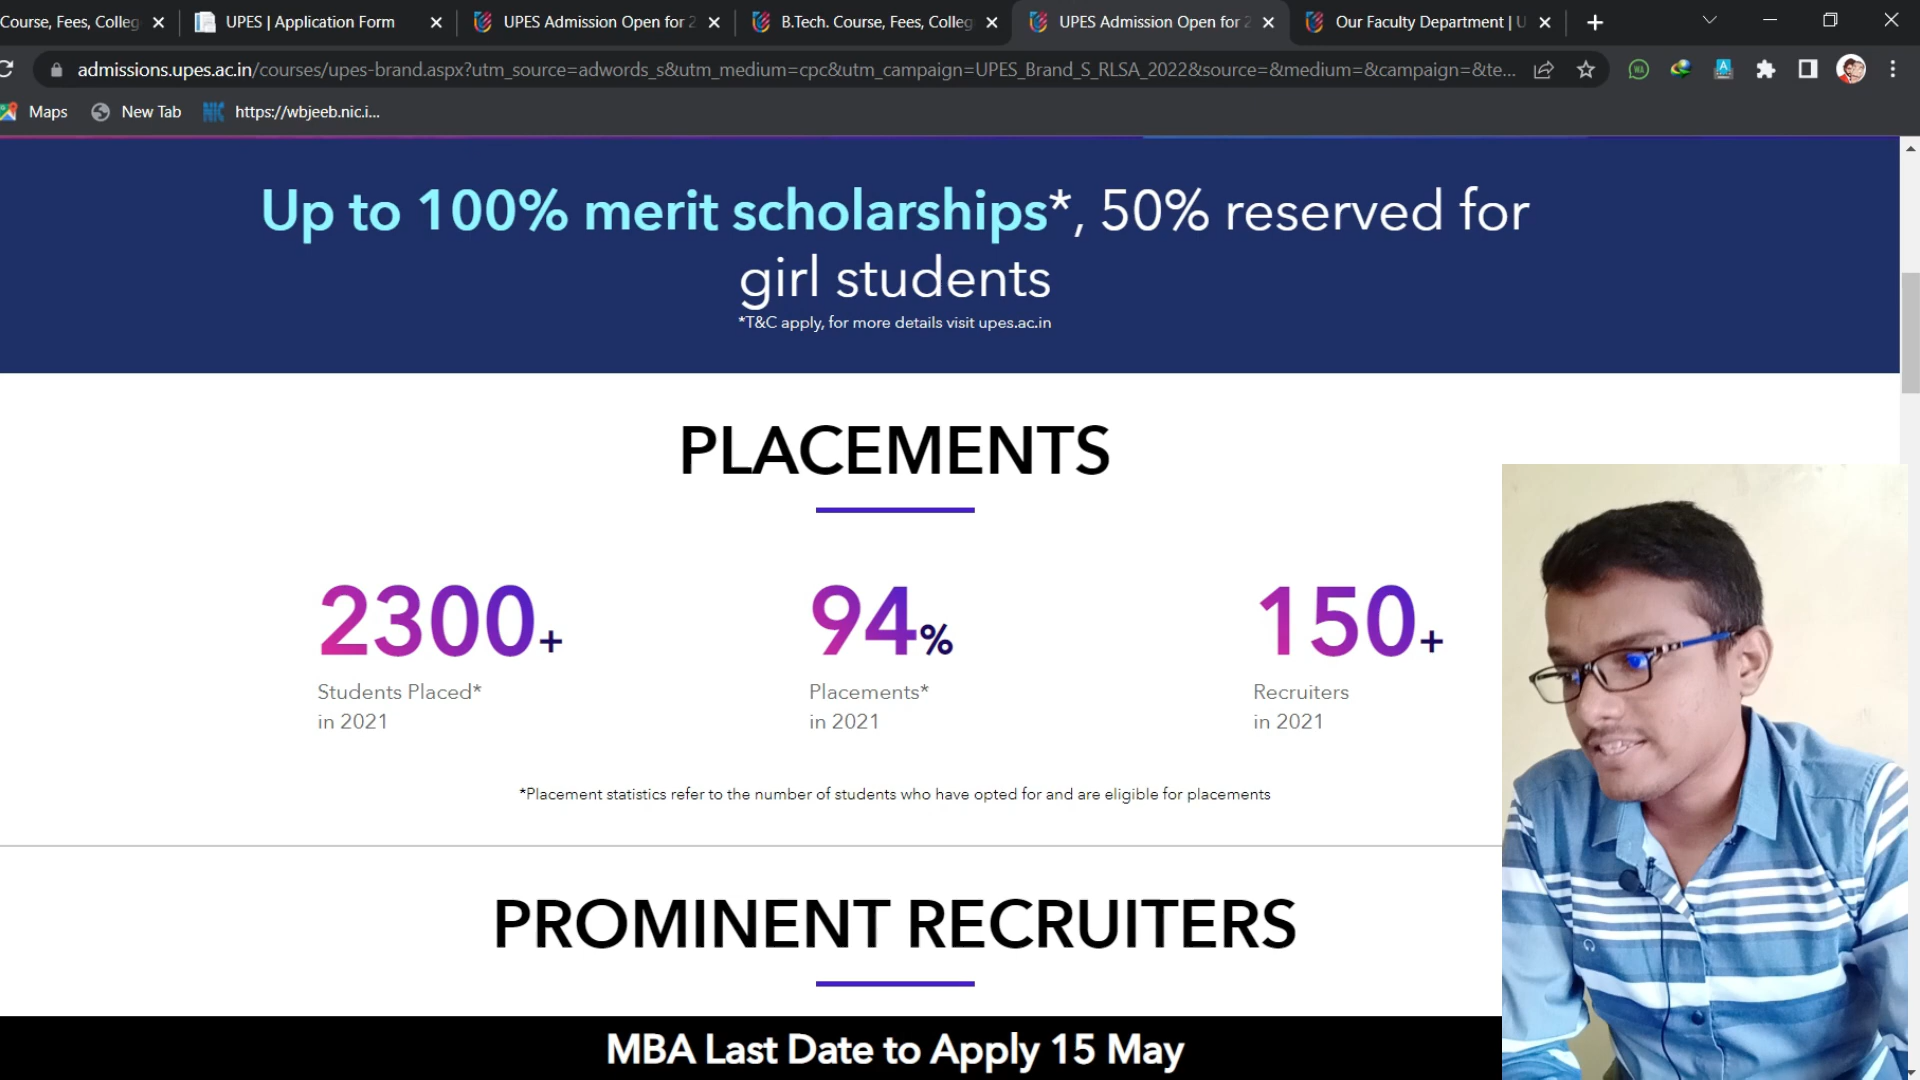 Course, Fees, Colleg
UPES | Application Form
UPES Admission Open for 2
B.Tech. Course, Fees, Colleg
UPES Admission Open for 2
Our Faculty Department | U
admissions.upes.ac.in/courses/upes-brand.aspx?utm_source=adwords_s&utm_medium=cpc&utm_campaign=UPES_Brand_S_RLSA_2022&source=&medium=&campaign=&te...
Maps
New Tab
https://wbjeeb.nic.i...
Up to 100% merit scholarships*, 50% reserved for
girl students
*T&C apply, for more details visit upes.ac.in
PLACEMENTS
2300+
Students Placed*
in 2021
94%
Placements*
in 2021
150+
Recruiters
in 2021
*Placement statistics refer to the number of students who have opted for and are eligible for placements
PROMINENT RECRUITERS
MBA Last Date to Apply 15 May